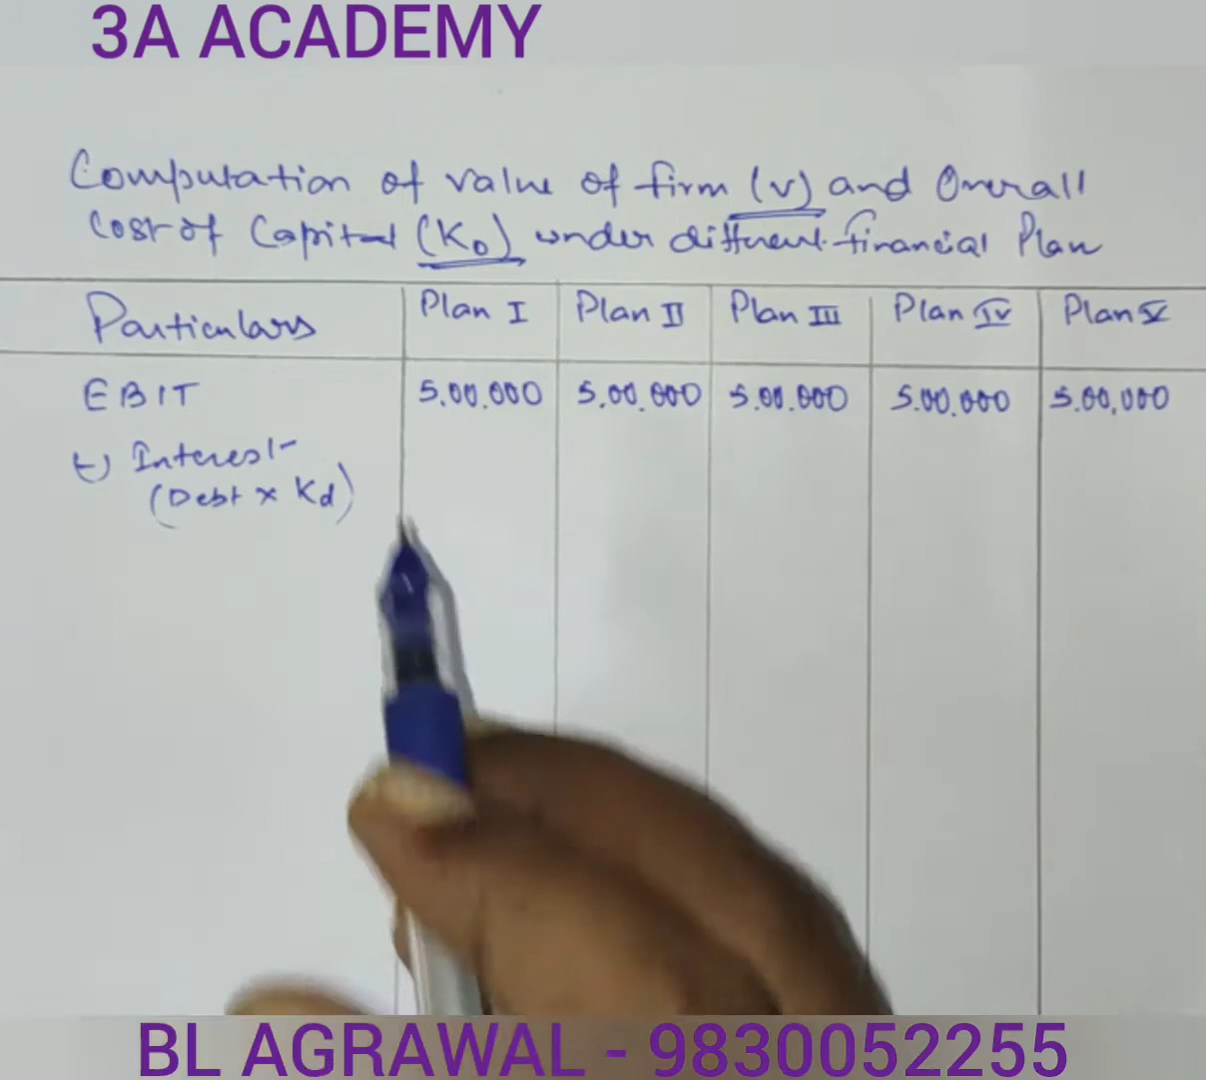 3A ACADEMY
Computation of value of firm (V) and Overall
Cost of Capital (Ko) under different financial Plan
Particulars Plan I Plan II Plan III Plan IV Plan V
EBIT 5,00,000 5,00,000 5,00,000 5,00,000 5,00,000
(-) Interest
(Debt × Kd)
BL AGRAWAL - 9830052255